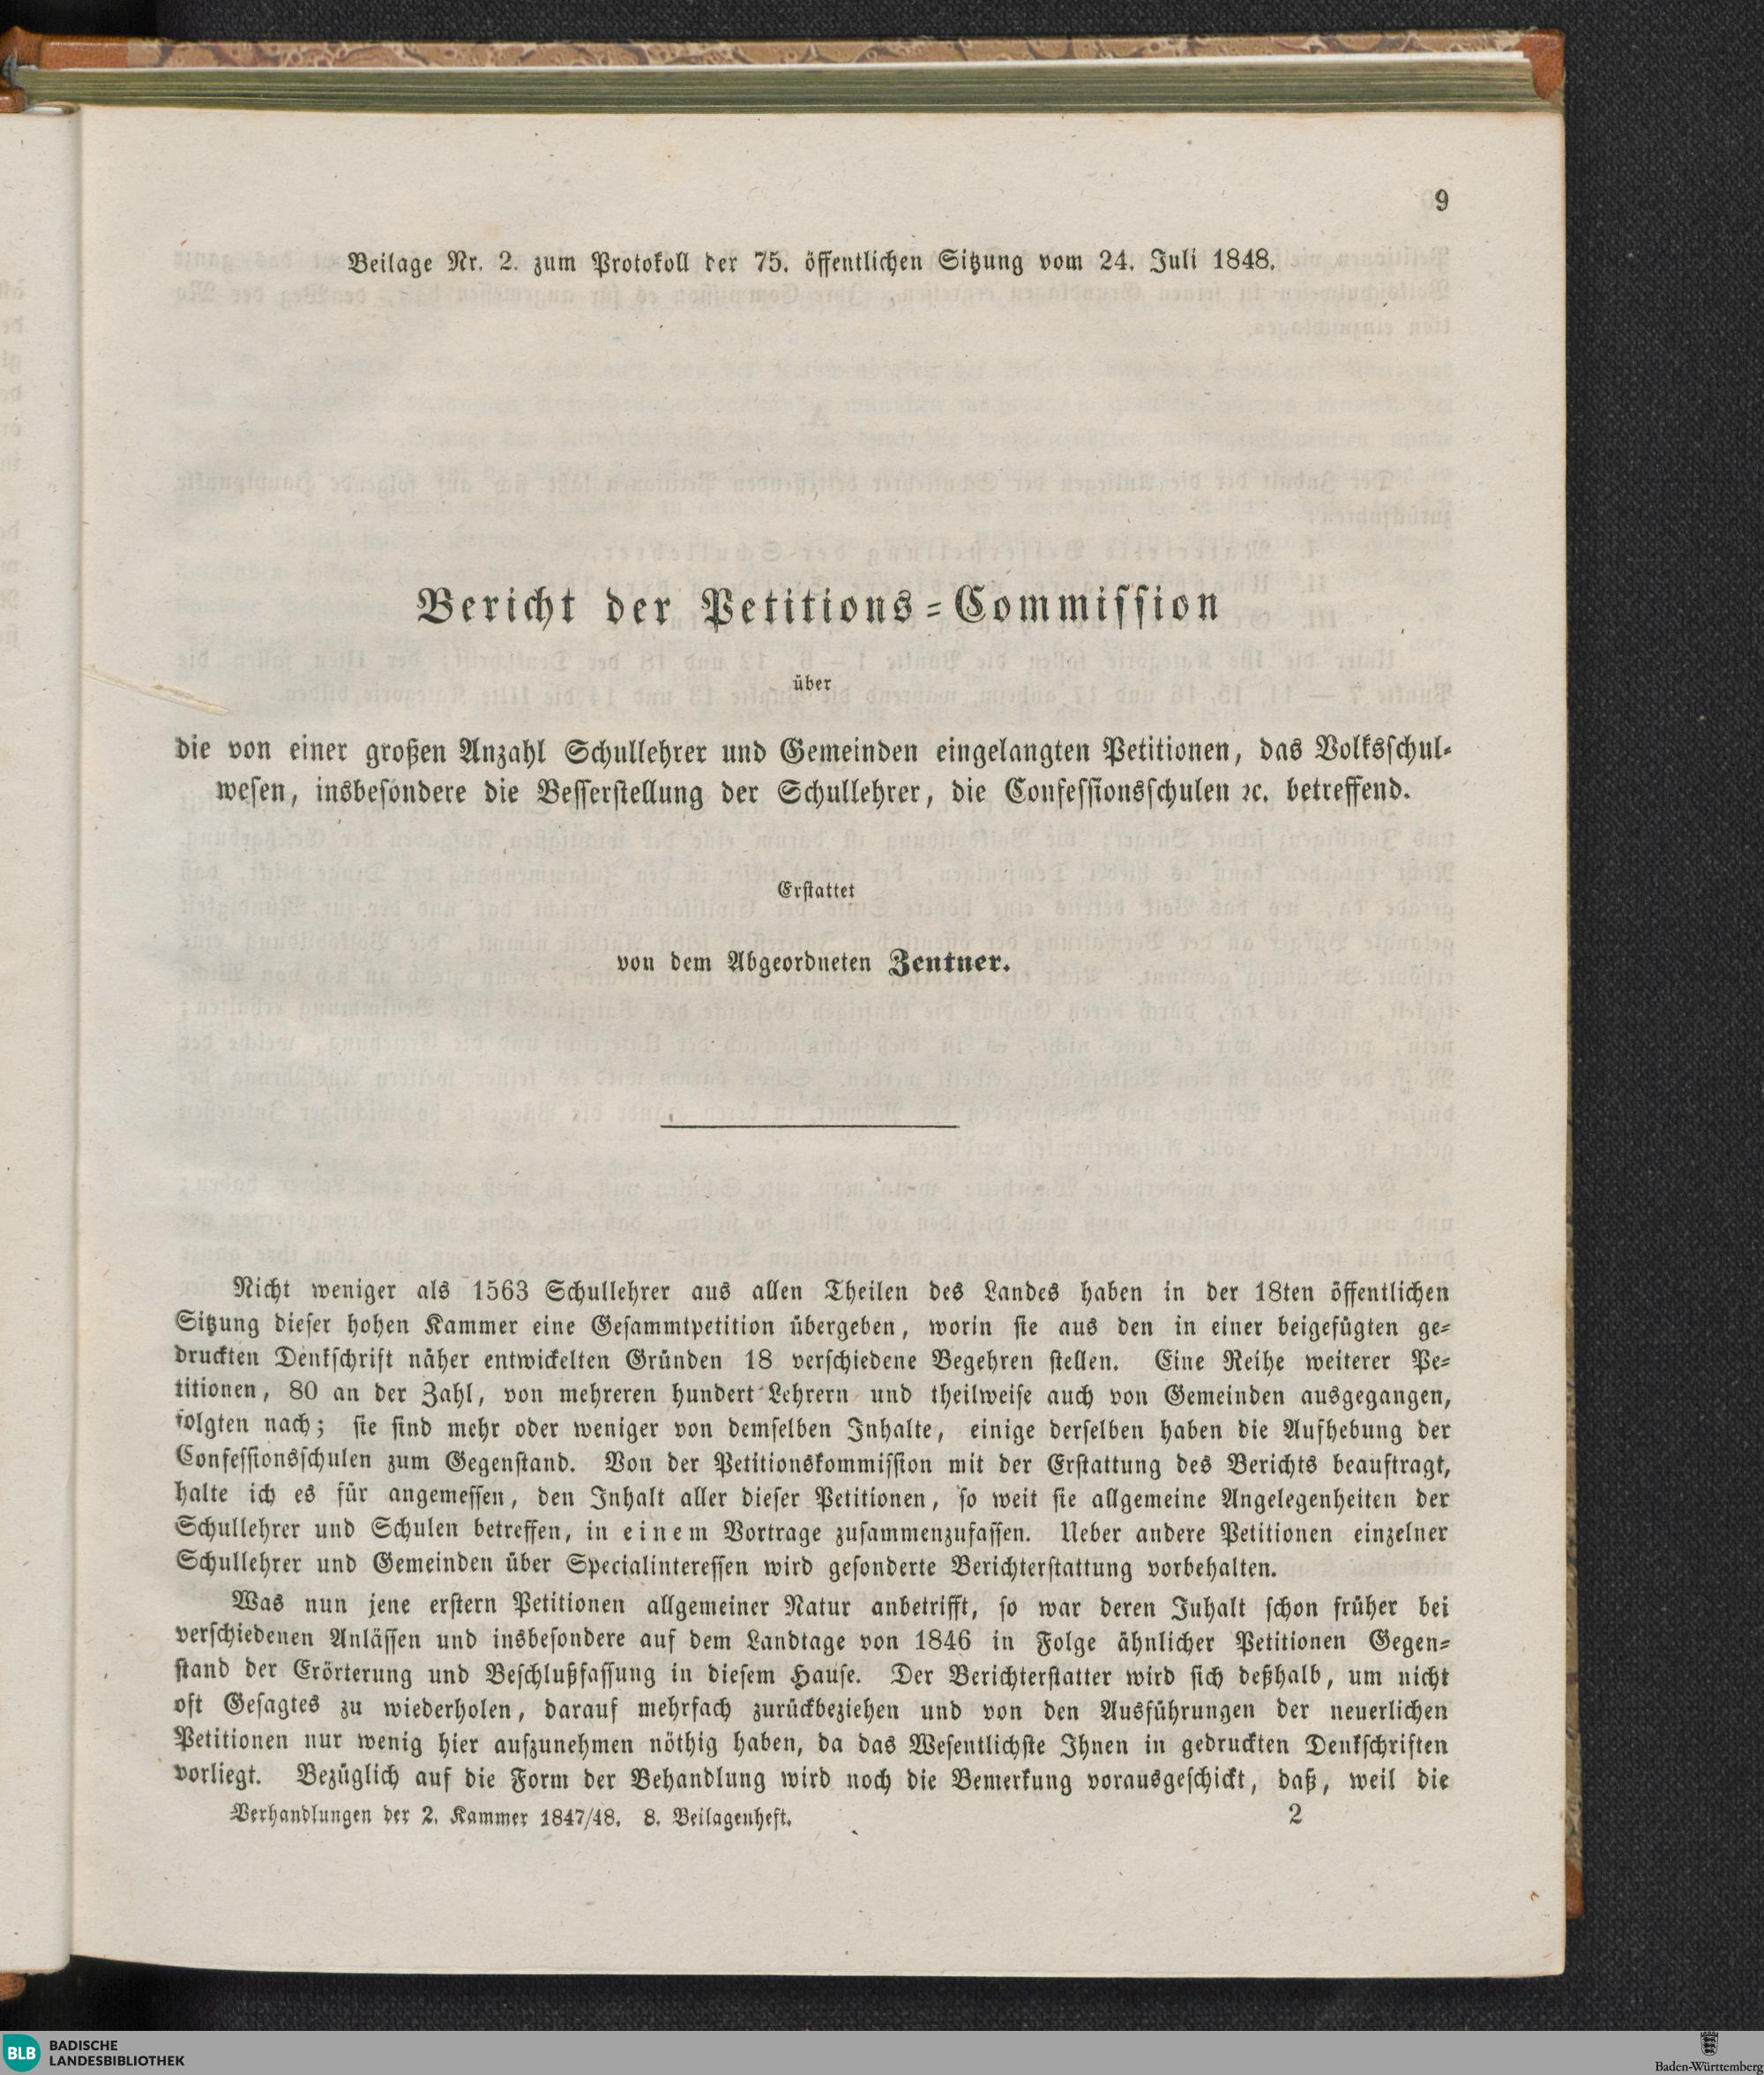 9
Beilage Nr. 2. zum Protokoll der 75. öffentlichen Sitzung vom 24. Juli 1848.
Bericht der Petitions-Commission
über
die von einer großen Anzahl Schullehrer und Gemeinden eingelangten Petitionen, das Volksschul-
wesen, insbesondere die Besserstellung der Schullehrer, die Confessionsschulen ꝛc. betreffend.
Erstattet
von dem Abgeordneten Zentner.
Nicht weniger als 1563 Schullehrer aus allen Theilen des Landes haben in der 18ten öffentlichen
Sitzung dieser hohen Kammer eine Gesammtpetition übergeben, worin sie aus den in einer beigefügten ge-
druckten Denkschrift näher entwickelten Gründen 18 verschiedene Begehren stellen. Eine Reihe weiterer Pe-
titionen, 80 an der Zahl, von mehreren hundert Lehrern und theilweise auch von Gemeinden ausgegangen,
folgten nach; sie sind mehr oder weniger von demselben Inhalte, einige derselben haben die Aufhebung der
Confessionsschulen zum Gegenstand. Von der Petitionskommission mit der Erstattung des Berichts beauftragt,
halte ich es für angemessen, den Inhalt aller dieser Petitionen, so weit sie allgemeine Angelegenheiten der
Schullehrer und Schulen betreffen, in einem Vortrage zusammenzufassen. Ueber andere Petitionen einzelner
Schullehrer und Gemeinden über Specialinteressen wird gesonderte Berichterstattung vorbehalten.
Was nun jene erstern Petitionen allgemeiner Natur anbetrifft, so war deren Inhalt schon früher bei
verschiedenen Anlässen und insbesondere auf dem Landtage von 1846 in Folge ähnlicher Petitionen Gegen-
stand der Erörterung und Beschlußfassung in diesem Hause. Der Berichterstatter wird sich deßhalb, um nicht
oft Gesagtes zu wiederholen, darauf mehrfach zurückbeziehen und von den Ausführungen der neuerlichen
Petitionen nur wenig hier aufzunehmen nöthig haben, da das Wesentlichste Ihnen in gedruckten Denkschriften
vorliegt. Bezüglich auf die Form der Behandlung wird noch die Bemerkung vorausgeschickt, daß, weil die
Verhandlungen der 2. Kammer 1847/48. 8. Beilagenheft. 2
BLB BADISCHE
LANDESBIBLIOTHEK
Baden-Württemberg